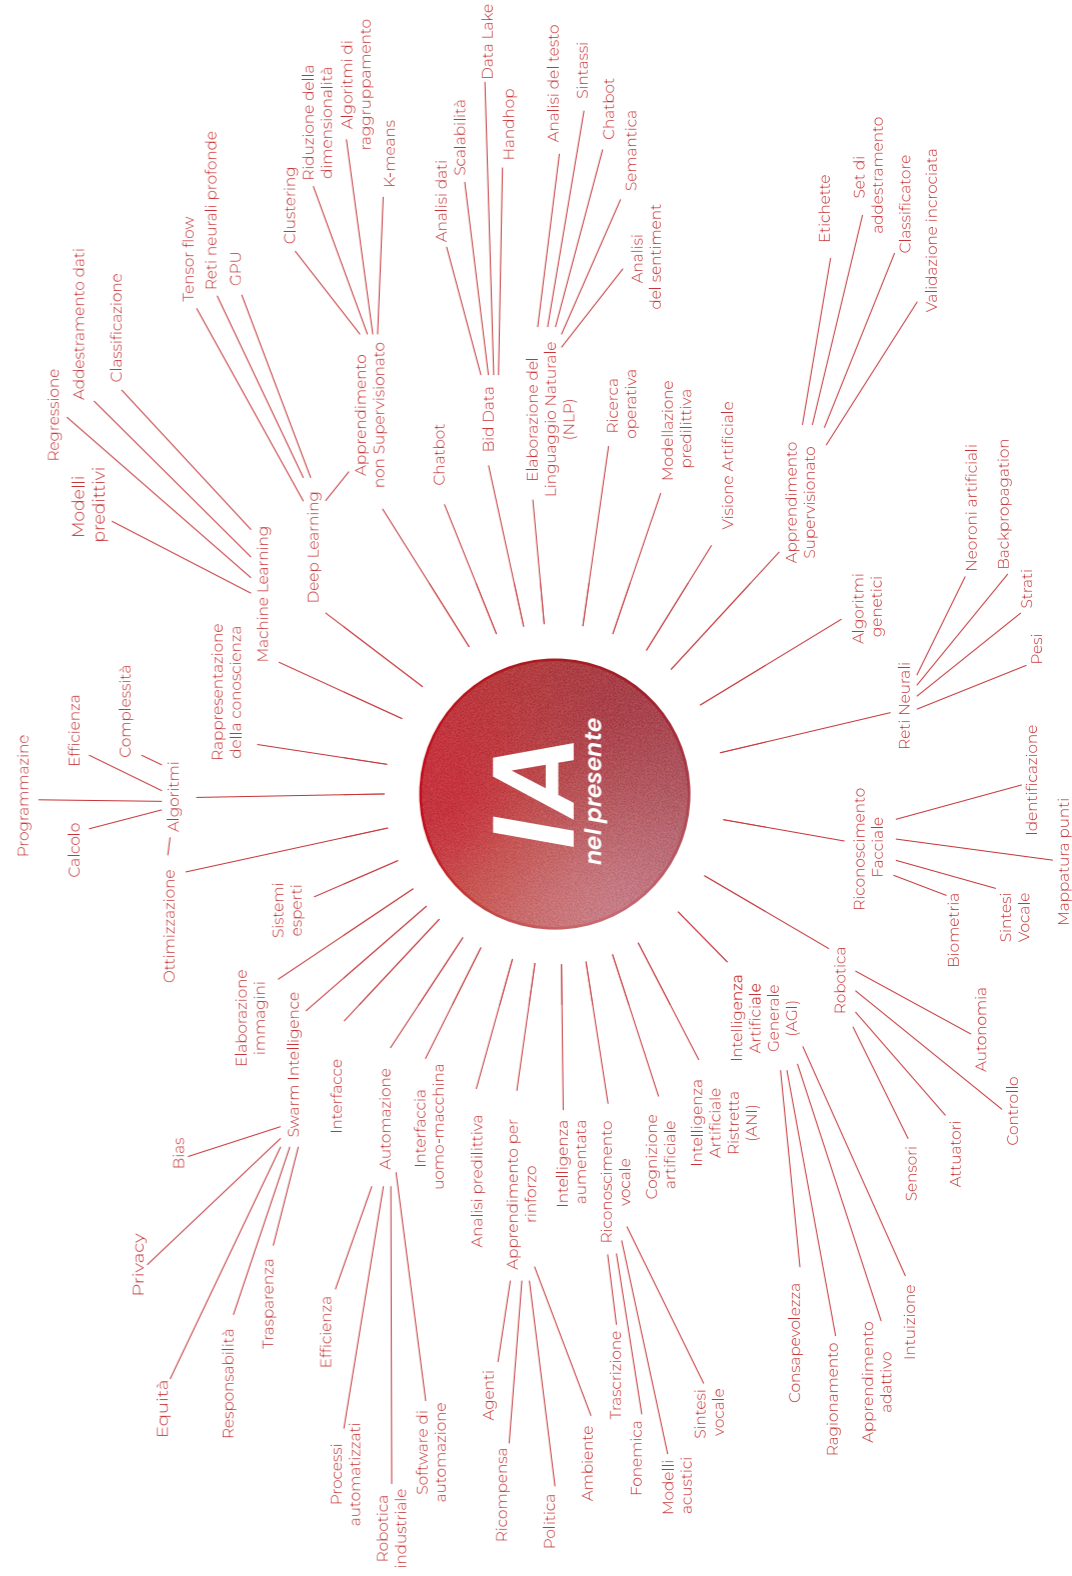 IA
nel presente
Programmazine
Efficienza
Complessità
Calcolo
Algoritmi
Ottimizzazione
Rappresentazione
della conoscienza
Machine Learning
Modelli
predittivi
Regressione
Addestramento dati
Classificazione
Deep Learning
Tensor flow
Reti neurali profonde
GPU
Apprendimento
non Supervisionato
Clustering
Riduzione della
dimensionalità
Algoritmi di
raggruppamento
K-means
Chatbot
Bid Data
Analisi dati
Scalabilità
Data Lake
Handhop
Elaborazione del
Linguaggio Naturale
(NLP)
Analisi del testo
Sintassi
Chatbot
Semantica
Analisi
del sentiment
Ricerca
operativa
Modellazione
predilittiva
Visione Artificiale
Apprendimento
Supervisionato
Etichette
Set di
addestramento
Classificatore
Validazione incrociata
Algoritmi
genetici
Reti Neurali
Neoroni artificiali
Backpropagation
Strati
Pesi
Riconoscimento
Facciale
Identificazione
Mappatura punti
Sintesi
Vocale
Biometria
Robotica
Autonomia
Controllo
Attuatori
Sensori
Intelligenza
Artificiale
Generale
(AGI)
Intuizione
Apprendimento
adattivo
Ragionamento
Consapevolezza
Intelligenza
Artificiale
Ristretta
(ANI)
Cognizione
artificiale
Riconoscimento
vocale
Sintesi
vocale
Modelli
acustici
Fonemica
Trascrizione
Intelligenza
aumentata
Apprendimento per
rinforzo
Ambiente
Politica
Ricompensa
Agenti
Analisi predilittiva
Interfaccia
uomo-macchina
Automazione
Software di
automazione
Robotica
industriale
Processi
automatizzati
Efficienza
Interfacce
Swarm Intelligence
Trasparenza
Responsabilità
Equità
Privacy
Bias
Elaborazione
immagini
Sistemi
esperti